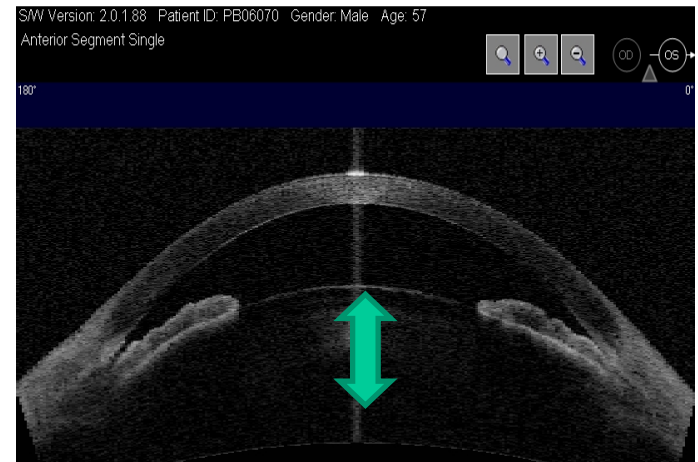 S/W Version: 2.0.1.88 Patient ID: PB06070 Gender: Male Age: 57
Anterior Segment Single
OD OS
180° 0°